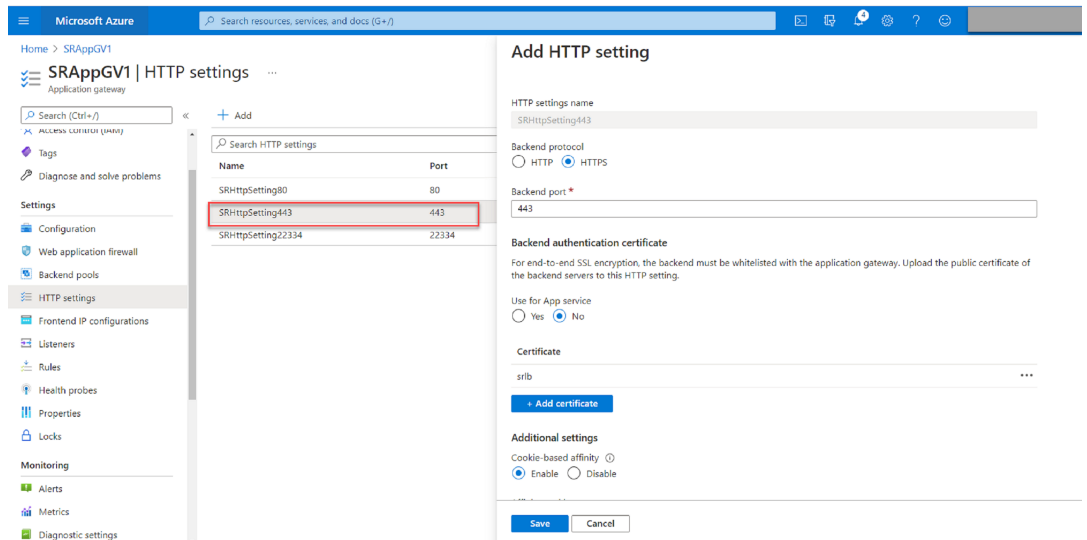 Microsoft Azure
Search resources, services, and docs (G+/)
4
Home > SRAppGV1
SRAppGV1 | HTTP settings ...
Application gateway
Search (Ctrl+/)
«
Access control (IAM)
Tags
Diagnose and solve problems
Settings
Configuration
Web application firewall
Backend pools
HTTP settings
Frontend IP configurations
Listeners
Rules
Health probes
Properties
Locks
Monitoring
Alerts
Metrics
Diagnostic settings
+ Add
Search HTTP settings
Name Port
SRHttpSetting80 80
SRHttpSetting443 443
SRHttpSetting22334 22334
Add HTTP setting
HTTP settings name
SRHttpSetting443
Backend protocol
HTTP HTTPS
Backend port *
443
Backend authentication certificate
For end-to-end SSL encryption, the backend must be whitelisted with the application gateway. Upload the public certificate of
the backend servers to this HTTP setting.
Use for App service
Yes No
Certificate
srlb ...
+ Add certificate
Additional settings
Cookie-based affinity
Enable Disable
Save Cancel